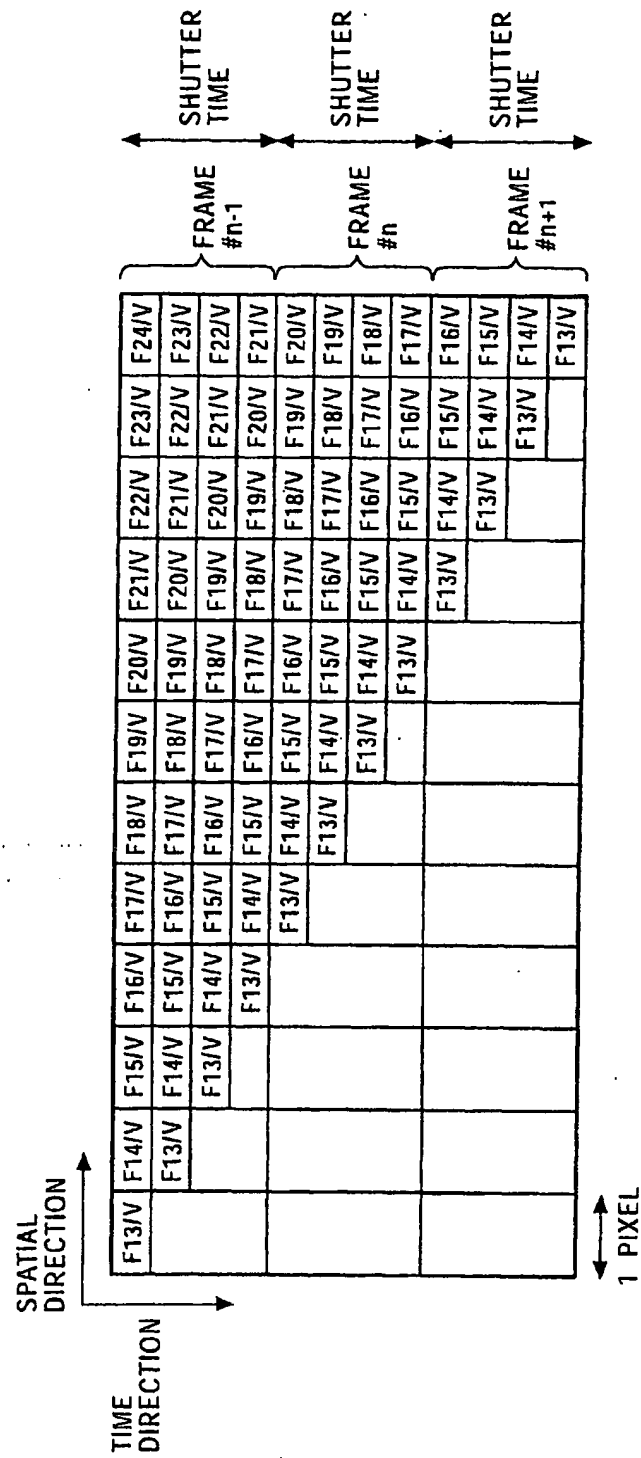 SPATIAL
DIRECTION
TIME
DIRECTION
F13/V F14/V F15/V F16/V F17/V F18/V F19/V F20/V F21/V F22/V F23/V F24/V
F13/V F14/V F15/V F16/V F17/V F18/V F19/V F20/V F21/V F22/V F23/V
F13/V F14/V F15/V F16/V F17/V F18/V F19/V F20/V F21/V F22/V
F13/V F14/V F15/V F16/V F17/V F18/V F19/V F20/V F21/V
FRAME
#n-1
SHUTTER
TIME
F13/V F14/V F15/V F16/V F17/V F18/V F19/V F20/V
F13/V F14/V F15/V F16/V F17/V F18/V F19/V
F13/V F14/V F15/V F16/V F17/V F18/V
F13/V F14/V F15/V F16/V F17/V
FRAME
#n
SHUTTER
TIME
F13/V F14/V F15/V F16/V
F13/V F14/V F15/V
F13/V F14/V
F13/V
FRAME
#n+1
SHUTTER
TIME
1 PIXEL